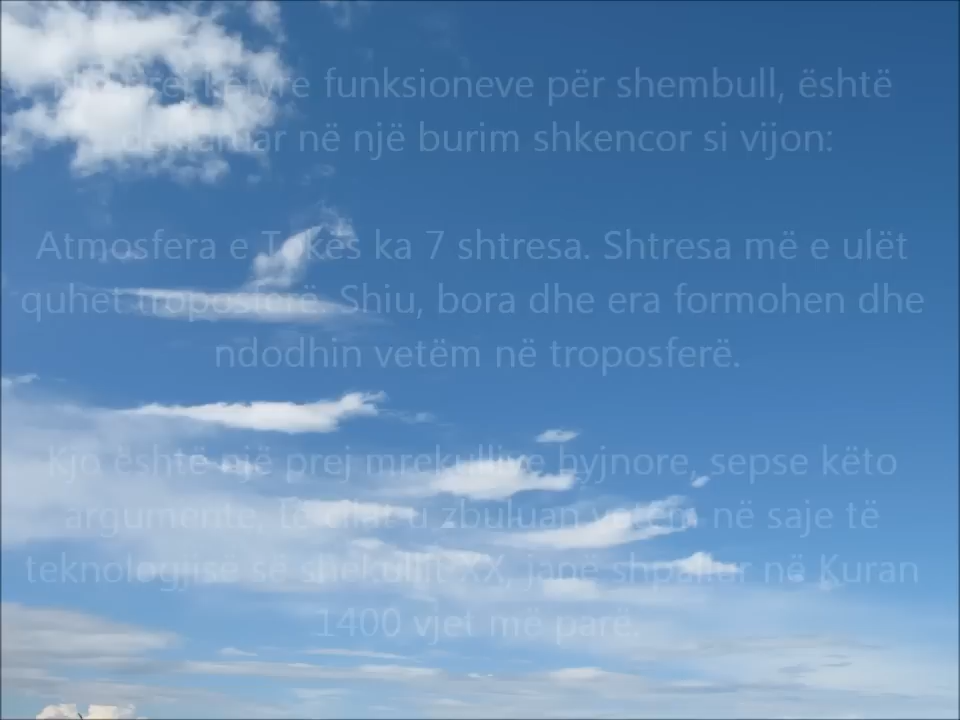 prej këtyre funksioneve për shembull, është
në një burim shkencor si vijon:
Atmosfera e Tokës ka 7 shtresa. Shtresa më e ulët
quhet troposferë. Shiu, bora dhe era formohen dhe
ndodhin vetëm në troposferë.
Kjo është një prej mrekullive hyjnore, sepse këto
argumente, të cilat u zbuluan vetëm në saje të
teknologjisë së shekullit XX, janë shpallur në Kuran
1400 vjet më parë.